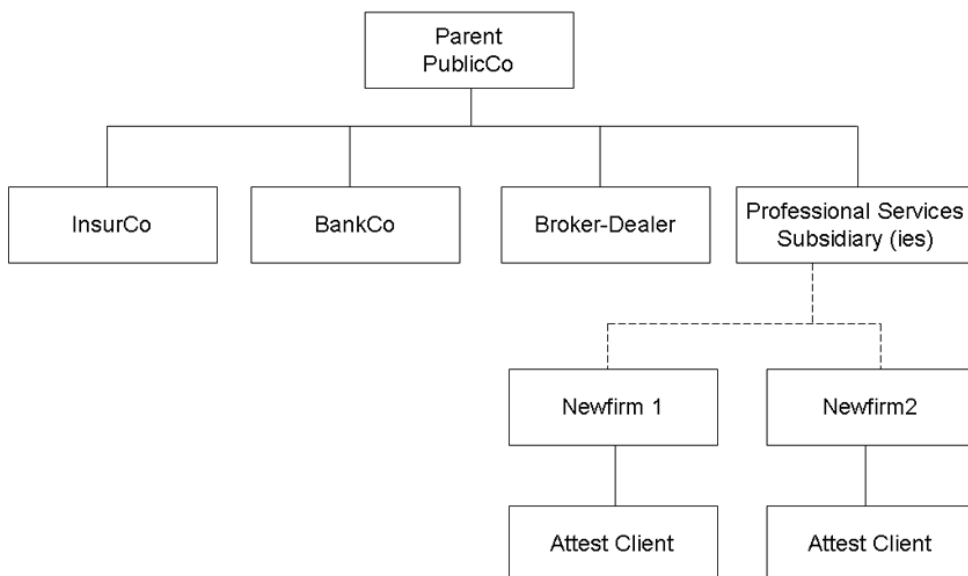 Parent
PublicCo
InsurCo
BankCo
Broker-Dealer
Professional Services
Subsidiary (ies)
Newfirm 1
Newfirm2
Attest Client
Attest Client